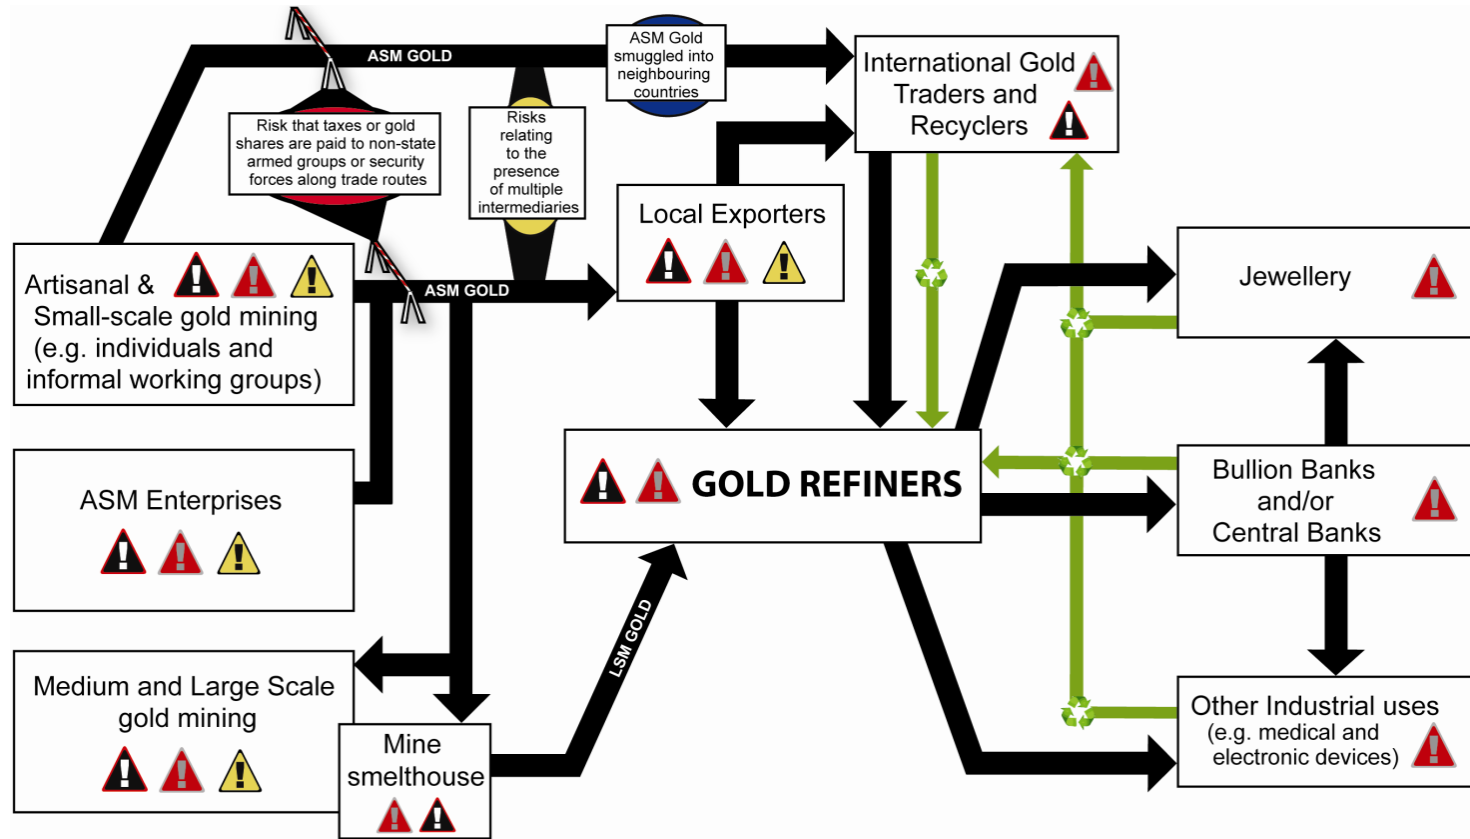 ASM GOLD
ASM Gold
smuggled into
neighbouring
countries
International Gold
Traders and
Recyclers
Risk that taxes or gold
shares are paid to non-state
armed groups or security
forces along trade routes
Risks
relating
to the
presence
of multiple
intermediaries
Local Exporters
Artisanal &
Small-scale gold mining
(e.g. individuals and
informal working groups)
ASM GOLD
Jewellery
ASM Enterprises
GOLD REFINERS
Bullion Banks
and/or
Central Banks
LSM GOLD
Medium and Large Scale
gold mining
Mine
smelthouse
Other Industrial uses
(e.g. medical and
electronic devices)